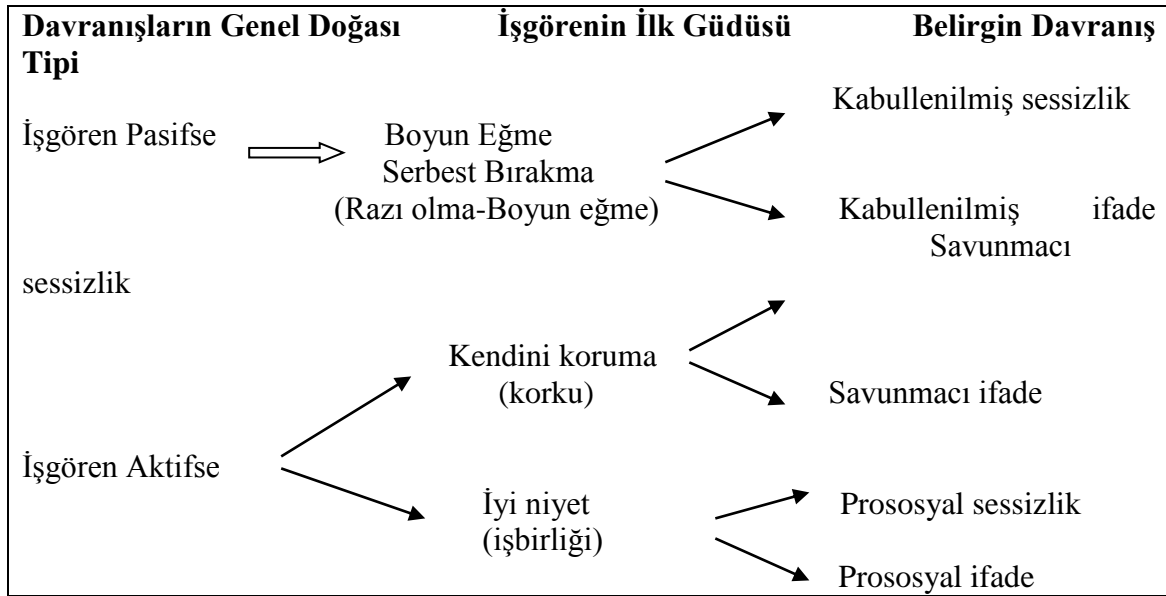 Davranışların Genel Doğası İşgörenin İlk Güdüsü Belirgin Davranış
Tipi
Kabullenilmiş sessizlik
İşgören Pasifse Boyun Eğme
Serbest Bırakma
(Razı olma-Boyun eğme) Kabullenilmiş ifade
Savunmacı
sessizlik
Kendini koruma
(korku) Savunmacı ifade
İşgören Aktifse
İyi niyet Prososyal sessizlik
(işbirliği)
Prososyal ifade